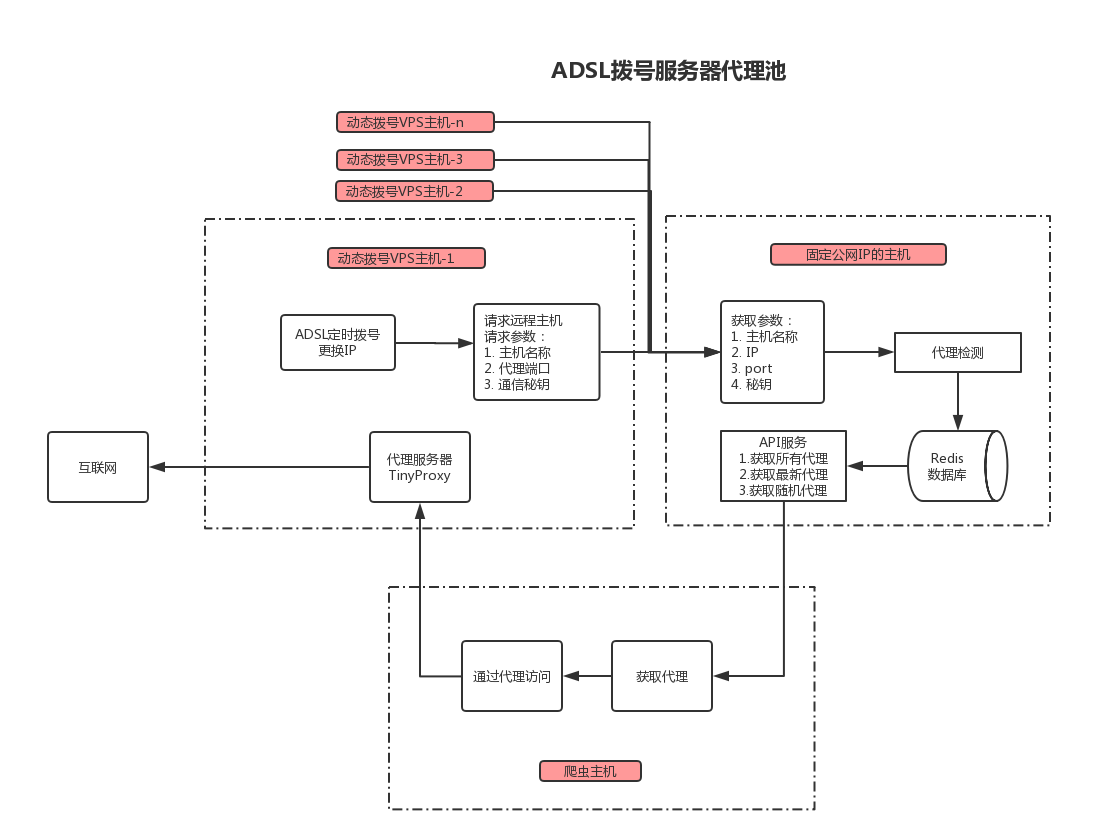 ADSL拨号服务器代理池
动态拨号VPS主机-n
动态拨号VPS主机-3
动态拨号VPS主机-2
动态拨号VPS主机-1
固定公网IP的主机
ADSL定时拨号
更换IP
请求远程主机
请求参数：
1. 主机名称
2. 代理端口
3. 通信秘钥
获取参数：
1. 主机名称
2. IP
3. port
4. 秘钥
代理检测
互联网
代理服务器
TinyProxy
API服务
1.获取所有代理
2.获取最新代理
3.获取随机代理
Redis
数据库
通过代理访问
获取代理
爬虫主机